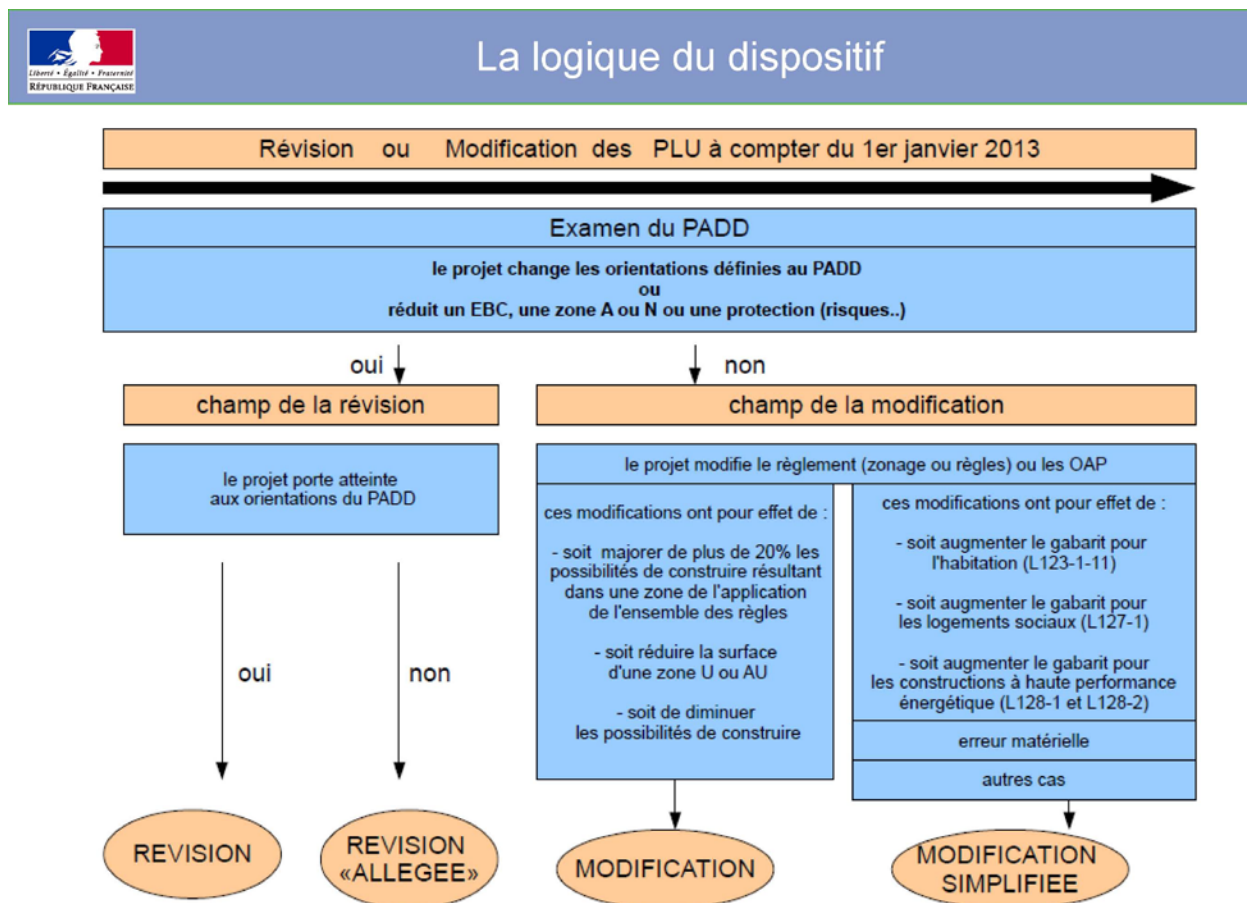 La logique du dispositif
Liberté • Égalité • Fraternité
RÉPUBLIQUE FRANÇAISE
Révision ou Modification des PLU à compter du 1er janvier 2013
Examen du PADD
le projet change les orientations définies au PADD
ou
réduit un EBC, une zone A ou N ou une protection (risques..)
oui
non
champ de la révision
champ de la modification
le projet porte atteinte
aux orientations du PADD
le projet modifie le règlement (zonage ou règles) ou les OAP
ces modifications ont pour effet de :
- soit majorer de plus de 20% les
possibilités de construire résultant
dans une zone de l'application
de l'ensemble des règles
- soit réduire la surface
d'une zone U ou AU
- soit de diminuer
les possibilités de construire
ces modifications ont pour effet de :
- soit augmenter le gabarit pour
l'habitation (L123-1-11)
- soit augmenter le gabarit pour
les logements sociaux (L127-1)
- soit augmenter le gabarit pour
les constructions à haute performance
énergétique (L128-1 et L128-2)
erreur matérielle
autres cas
oui
non
REVISION
REVISION
«ALLEGEE»
MODIFICATION
MODIFICATION
SIMPLIFIEE